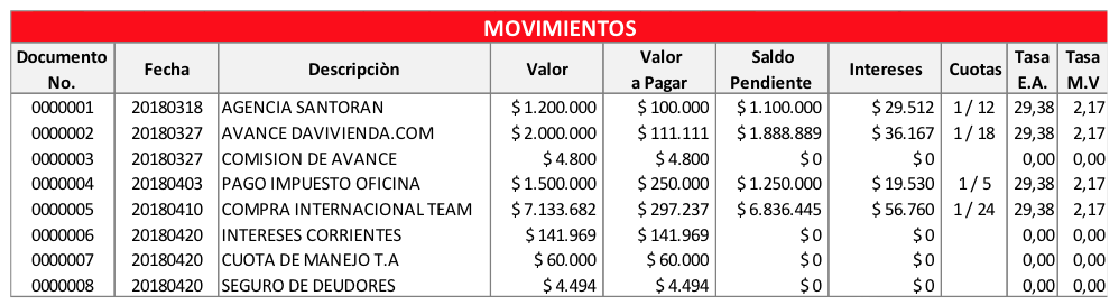 MOVIMIENTOS
Documento No. Fecha Descripciòn Valor Valor a Pagar Saldo Pendiente Intereses Cuotas Tasa E.A. Tasa M.V
0000001 20180318 AGENCIA SANTORAN $ 1.200.000 $ 100.000 $ 1.100.000 $ 29.512 1 / 12 29,38 2,17
0000002 20180327 AVANCE DAVIVIENDA.COM $ 2.000.000 $ 111.111 $ 1.888.889 $ 36.167 1 / 18 29,38 2,17
0000003 20180327 COMISION DE AVANCE $ 4.800 $ 4.800 $ 0 $ 0 0,00 0,00
0000004 20180403 PAGO IMPUESTO OFICINA $ 1.500.000 $ 250.000 $ 1.250.000 $ 19.530 1 / 5 29,38 2,17
0000005 20180410 COMPRA INTERNACIONAL TEAM $ 7.133.682 $ 297.237 $ 6.836.445 $ 56.760 1 / 24 29,38 2,17
0000006 20180420 INTERESES CORRIENTES $ 141.969 $ 141.969 $ 0 $ 0 0,00 0,00
0000007 20180420 CUOTA DE MANEJO T.A $ 60.000 $ 60.000 $ 0 $ 0 0,00 0,00
0000008 20180420 SEGURO DE DEUDORES $ 4.494 $ 4.494 $ 0 $ 0 0,00 0,00